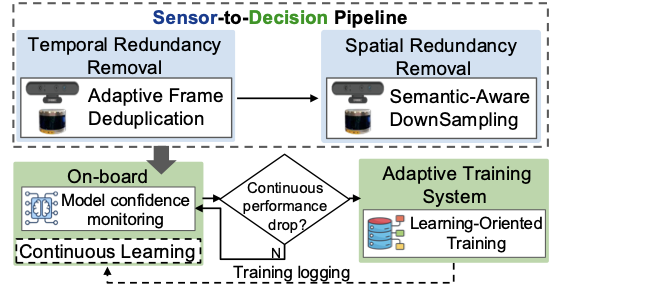 Sensor-to-Decision Pipeline
Temporal Redundancy
Removal
Adaptive Frame
Deduplication
Spatial Redundancy
Removal
Semantic-Aware
DownSampling
On-board
Model confidence
monitoring
Continuous Learning
Continuous
performance
drop?
N
Training logging
Adaptive Training
System
Learning-Oriented
Training